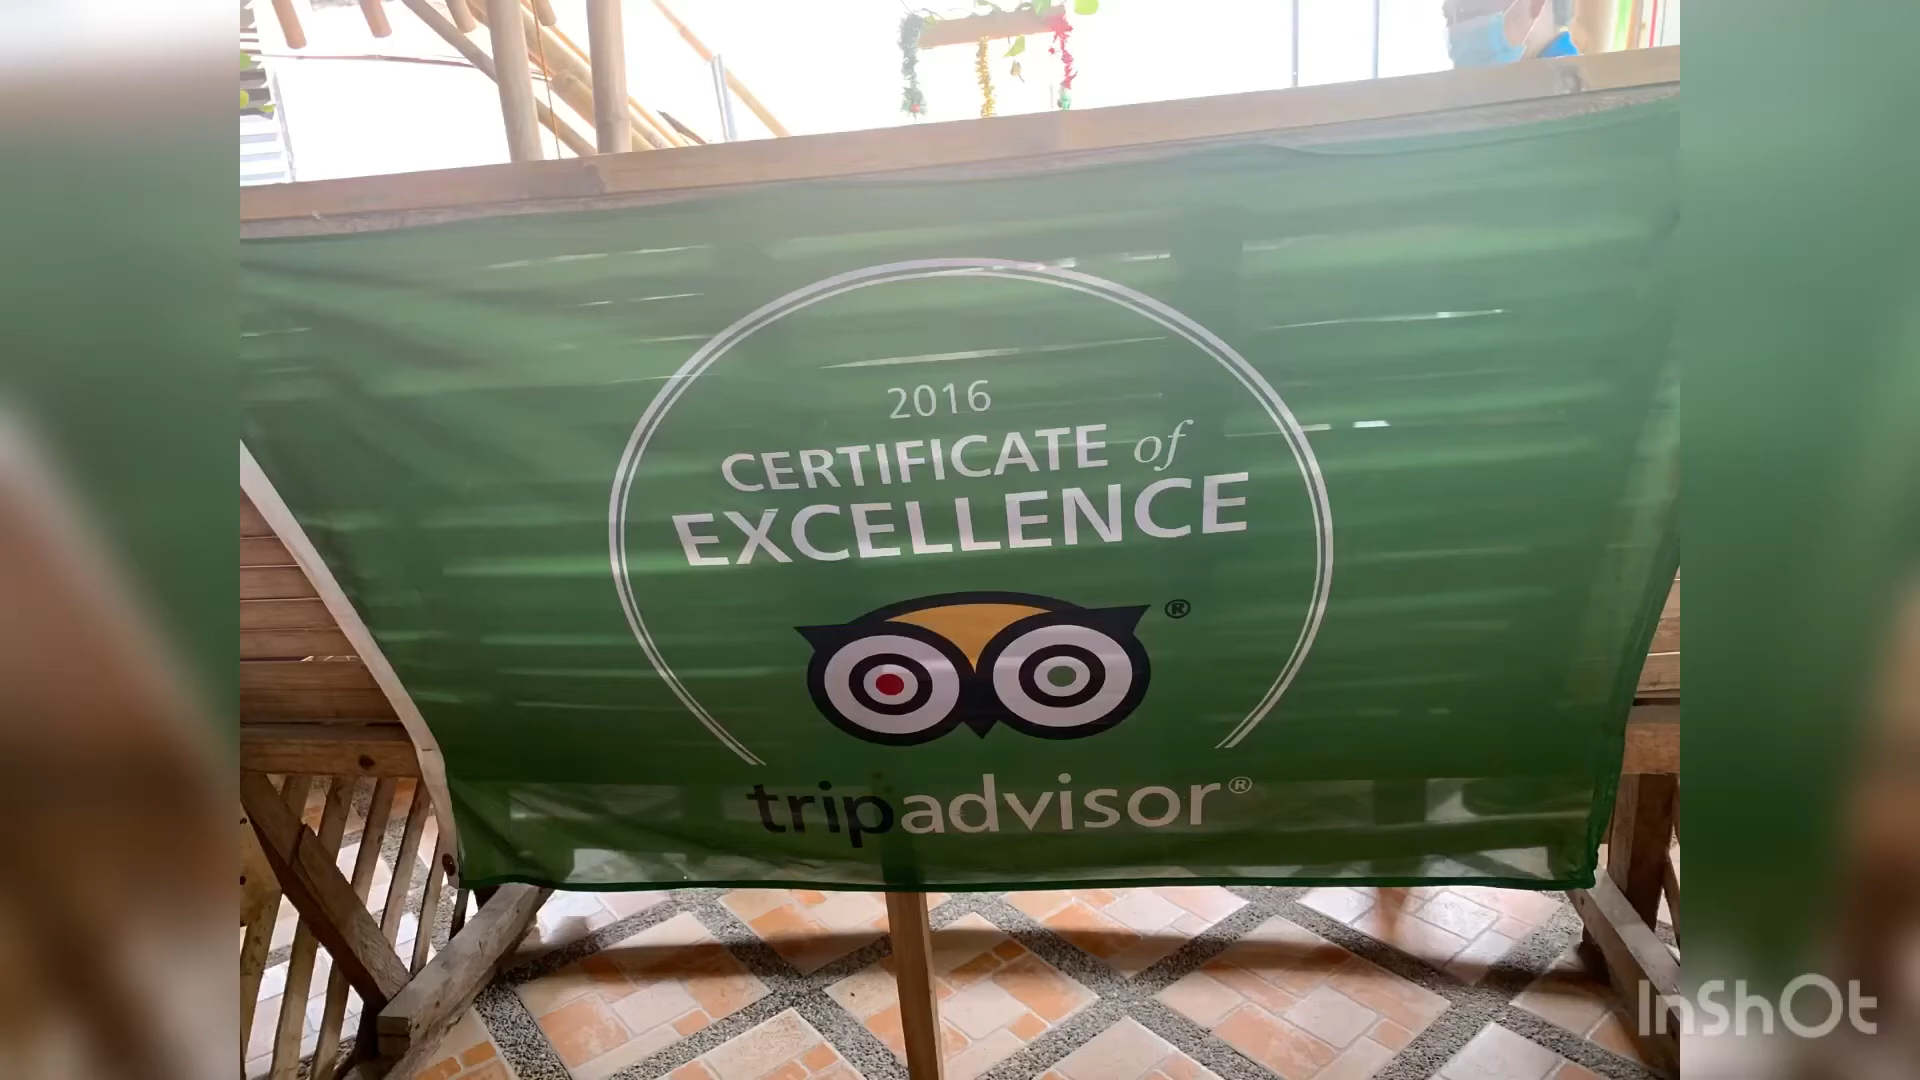 2016
CERTIFICATE of
EXCELLENCE
®
tripadvisor®
InShOt